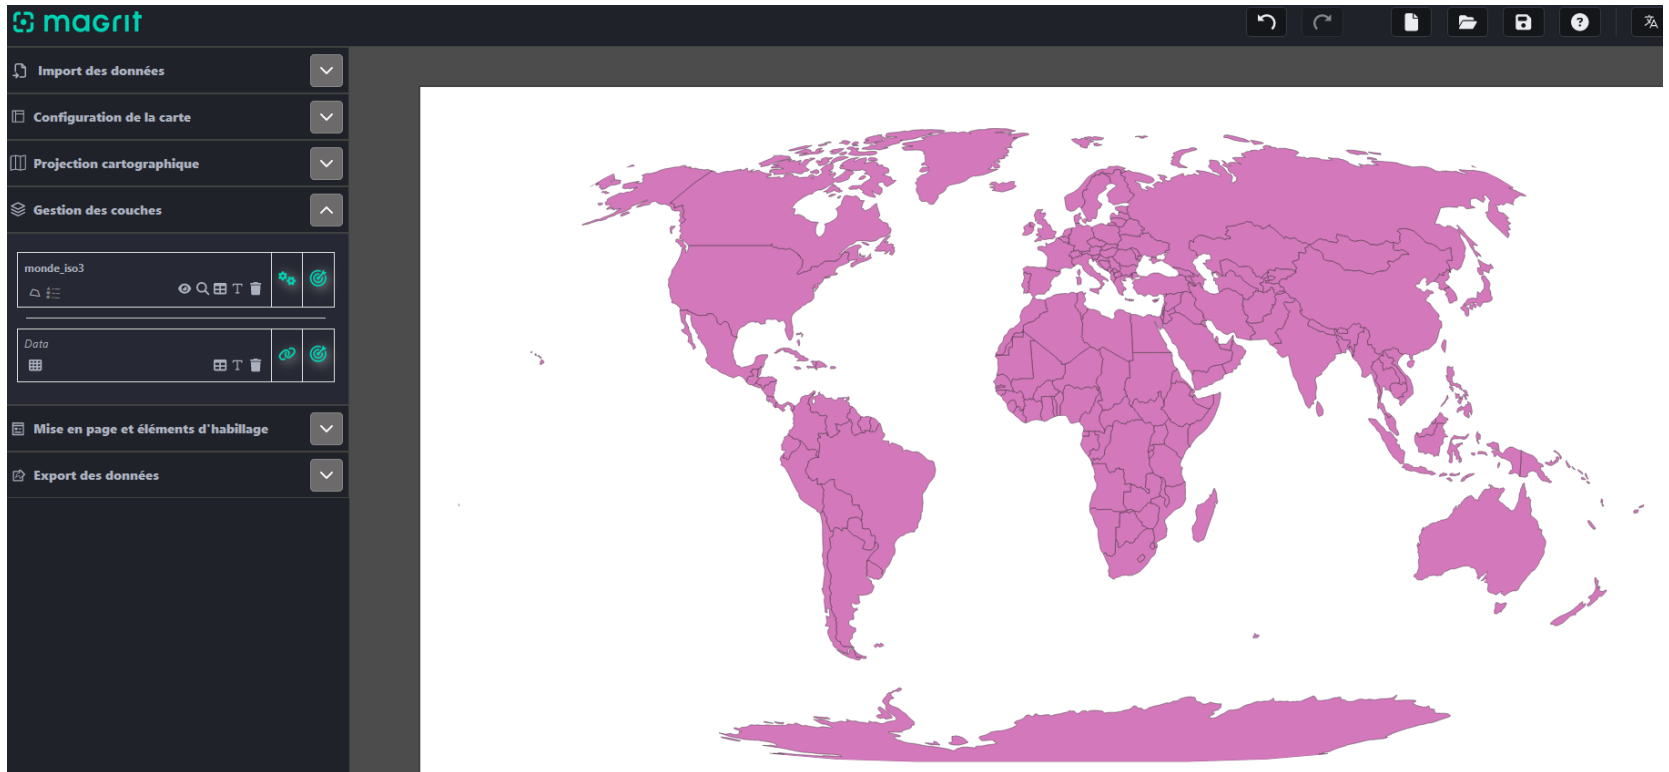 magrit
Import des données
Configuration de la carte
Projection cartographique
Gestion des couches
monde_iso3
Data
Mise en page et éléments d'habillage
Export des données